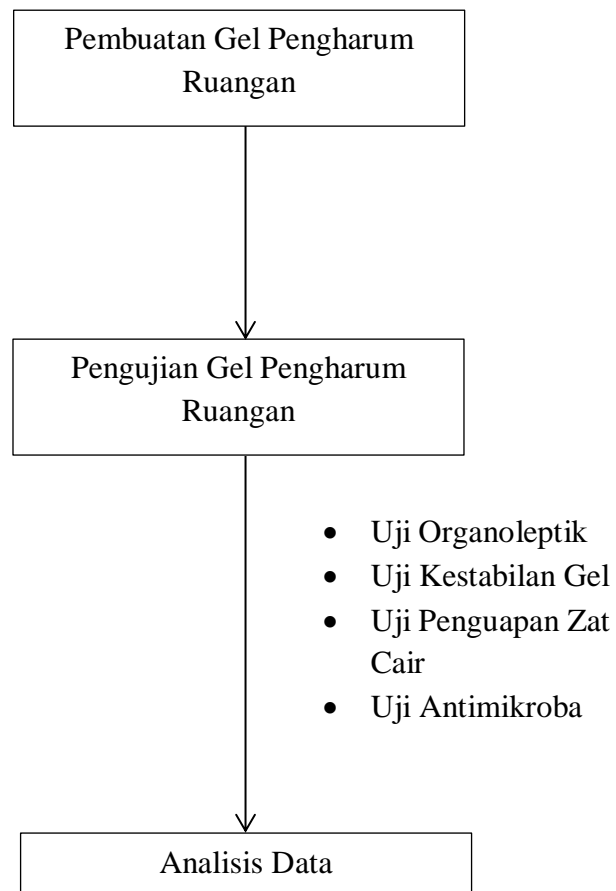 Pembuatan Gel Pengharum
Ruangan
Pengujian Gel Pengharum
Ruangan
• Uji Organoleptik
• Uji Kestabilan Gel
• Uji Penguapan Zat
Cair
• Uji Antimikroba
Analisis Data